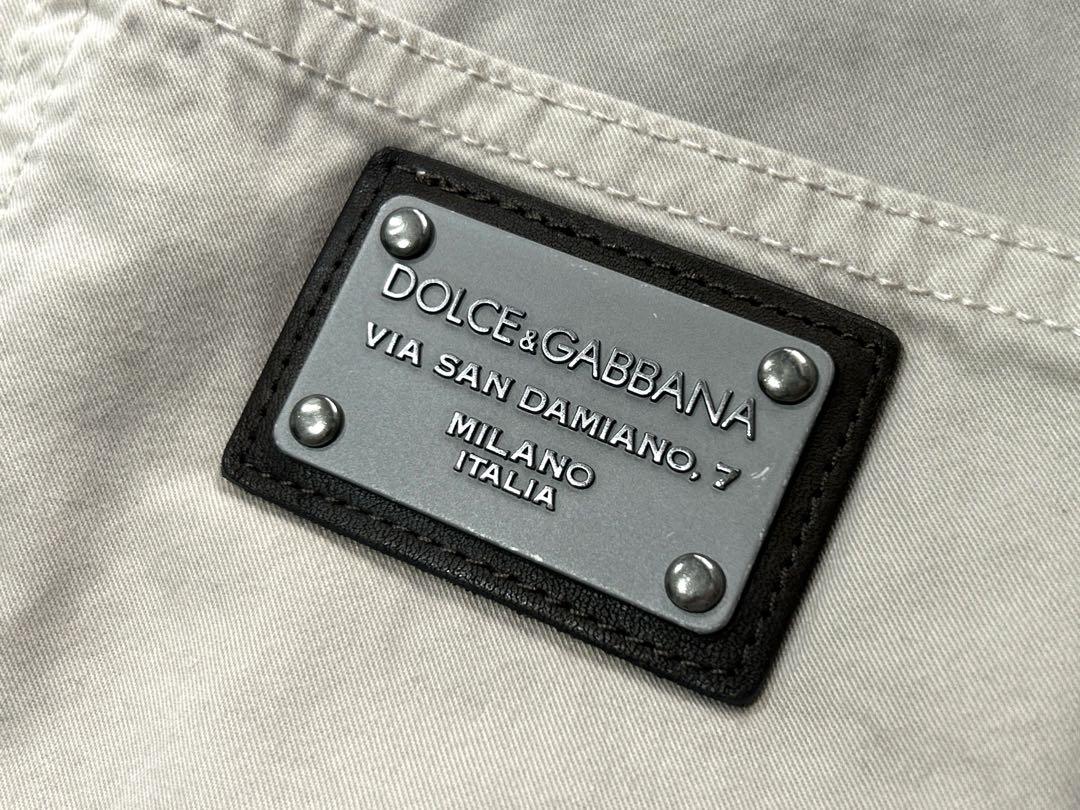 DOLCE&GABBANA
VIA SAN DAMIANO, 7
MILANO
ITALIA